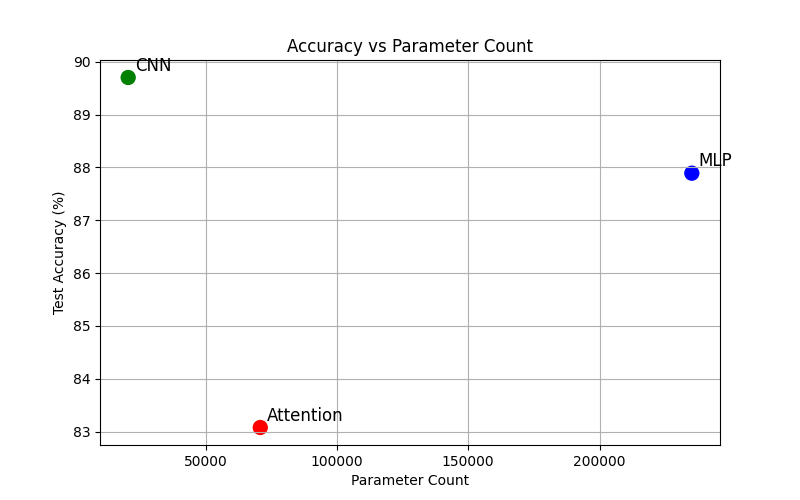 Accuracy vs Parameter Count
90
CNN
89
MLP
88
87
86
85
84
Attention
83
Test Accuracy (%)
50000 100000 150000 200000
Parameter Count